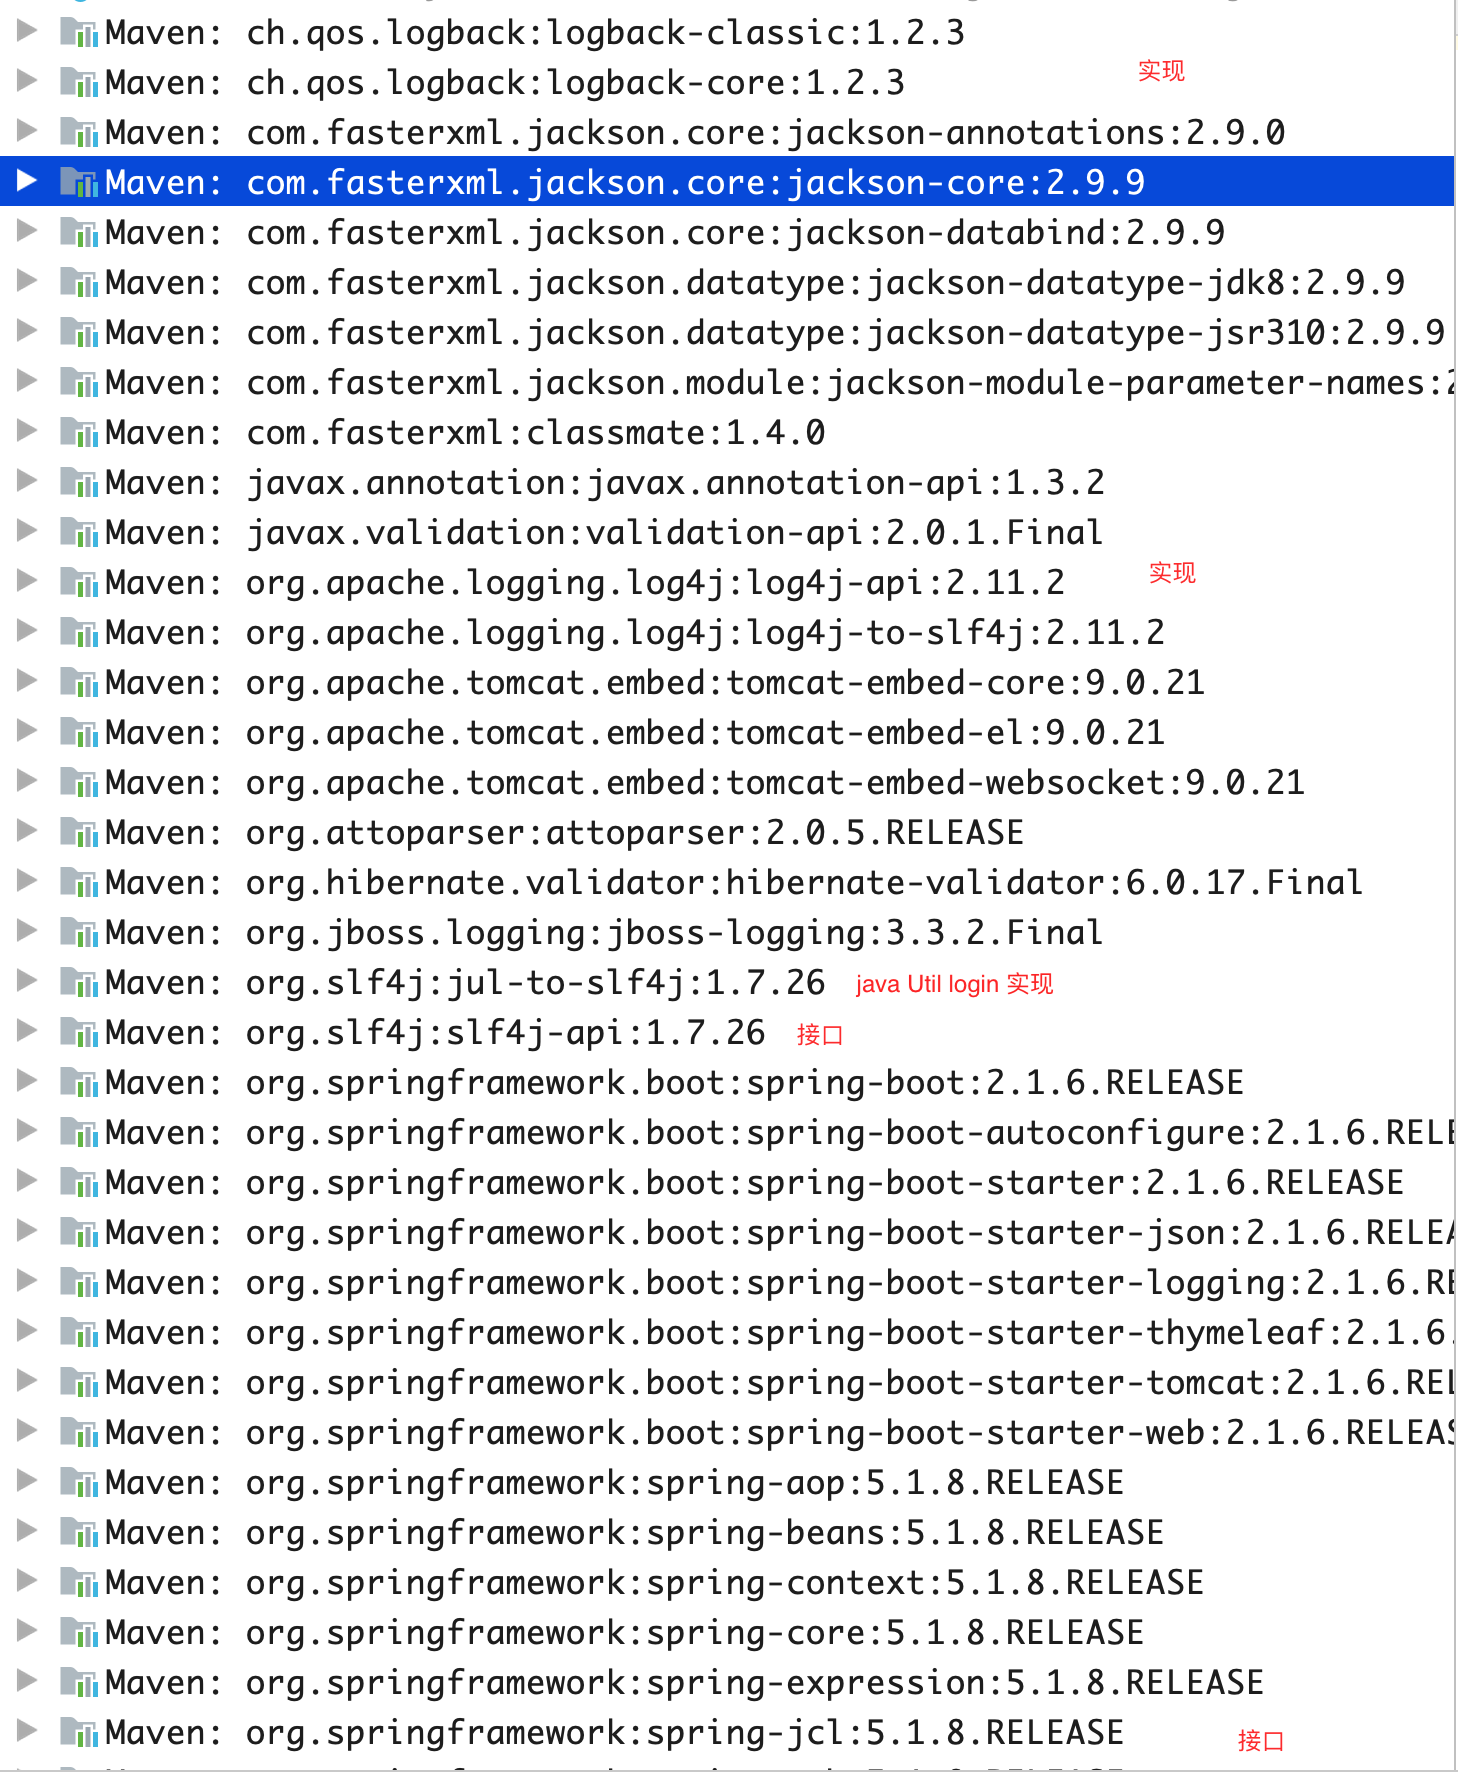 Maven: ch.qos.logback:logback-classic:1.2.3
实现
Maven: ch.qos.logback:logback-core:1.2.3
Maven: com.fasterxml.jackson.core:jackson-annotations:2.9.0
Maven: com.fasterxml.jackson.core:jackson-core:2.9.9
Maven: com.fasterxml.jackson.core:jackson-databind:2.9.9
Maven: com.fasterxml.jackson.datatype:jackson-datatype-jdk8:2.9.9
Maven: com.fasterxml.jackson.datatype:jackson-datatype-jsr310:2.9.9
Maven: com.fasterxml.jackson.module:jackson-module-parameter-names:2
Maven: com.fasterxml:classmate:1.4.0
Maven: javax.annotation:javax.annotation-api:1.3.2
Maven: javax.validation:validation-api:2.0.1.Final
Maven: org.apache.logging.log4j:log4j-api:2.11.2 实现
Maven: org.apache.logging.log4j:log4j-to-slf4j:2.11.2
Maven: org.apache.tomcat.embed:tomcat-embed-core:9.0.21
Maven: org.apache.tomcat.embed:tomcat-embed-el:9.0.21
Maven: org.apache.tomcat.embed:tomcat-embed-websocket:9.0.21
Maven: org.attoparser:attoparser:2.0.5.RELEASE
Maven: org.hibernate.validator:hibernate-validator:6.0.17.Final
Maven: org.jboss.logging:jboss-logging:3.3.2.Final
Maven: org.slf4j:jul-to-slf4j:1.7.26 java Util login 实现
Maven: org.slf4j:slf4j-api:1.7.26 接口
Maven: org.springframework.boot:spring-boot:2.1.6.RELEASE
Maven: org.springframework.boot:spring-boot-autoconfigure:2.1.6.RELE
Maven: org.springframework.boot:spring-boot-starter:2.1.6.RELEASE
Maven: org.springframework.boot:spring-boot-starter-json:2.1.6.RELEA
Maven: org.springframework.boot:spring-boot-starter-logging:2.1.6.RE
Maven: org.springframework.boot:spring-boot-starter-thymeleaf:2.1.6.
Maven: org.springframework.boot:spring-boot-starter-tomcat:2.1.6.REL
Maven: org.springframework.boot:spring-boot-starter-web:2.1.6.RELEAS
Maven: org.springframework:spring-aop:5.1.8.RELEASE
Maven: org.springframework:spring-beans:5.1.8.RELEASE
Maven: org.springframework:spring-context:5.1.8.RELEASE
Maven: org.springframework:spring-core:5.1.8.RELEASE
Maven: org.springframework:spring-expression:5.1.8.RELEASE
Maven: org.springframework:spring-jcl:5.1.8.RELEASE 接口